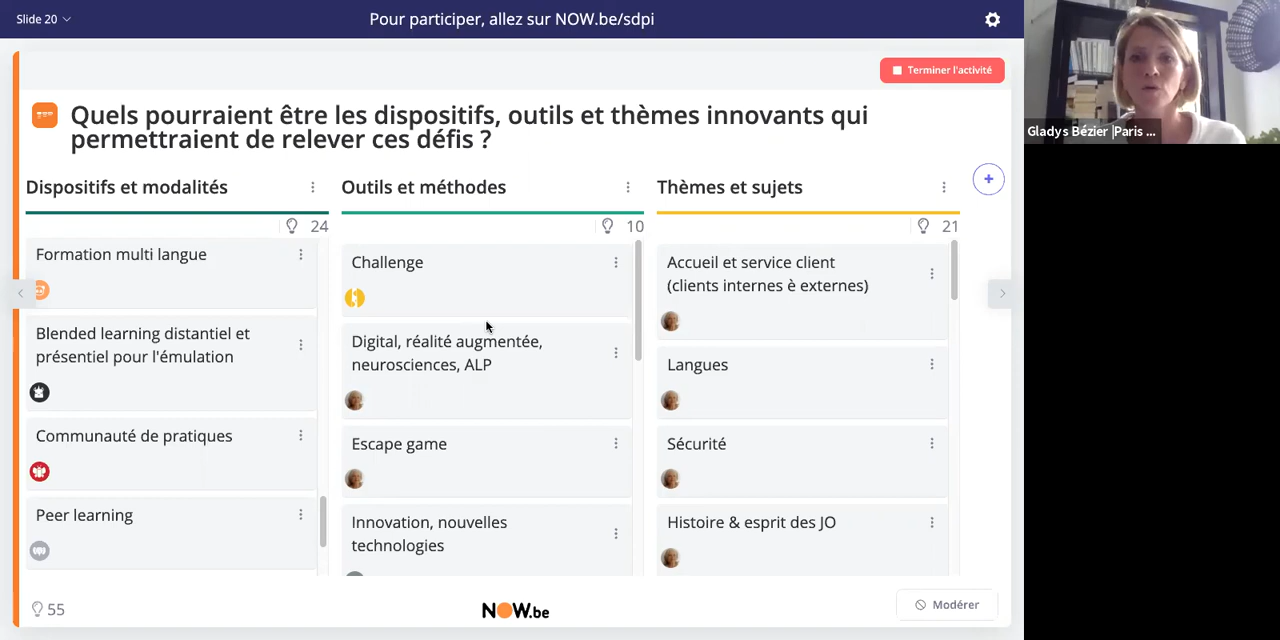 Slide 20
Pour participer, allez sur NOW.be/sdpi
Terminer l'activité
Quels pourraient être les dispositifs, outils et thèmes innovants qui
permettraient de relever ces défis ?
Dispositifs et modalités
24
Formation multi langue
Blended learning distantiel et
présentiel pour l'émulation
Communauté de pratiques
Peer learning
Outils et méthodes
10
Challenge
Digital, réalité augmentée,
neurosciences, ALP
Escape game
Innovation, nouvelles
technologies
Thèmes et sujets
21
Accueil et service client
(clients internes è externes)
Langues
Sécurité
Histoire & esprit des JO
55
NOW.be
Modérer
Gladys Bézier |Paris ...